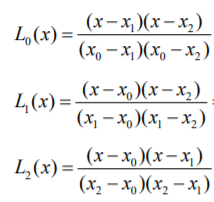 L₀(x) = (x − x₁)(x − x₂) / (x₀ − x₁)(x₀ − x₂)
L₁(x) = (x − x₀)(x − x₂) / (x₁ − x₀)(x₁ − x₂)
L₂(x) = (x − x₀)(x − x₁) / (x₂ − x₀)(x₂ − x₁)